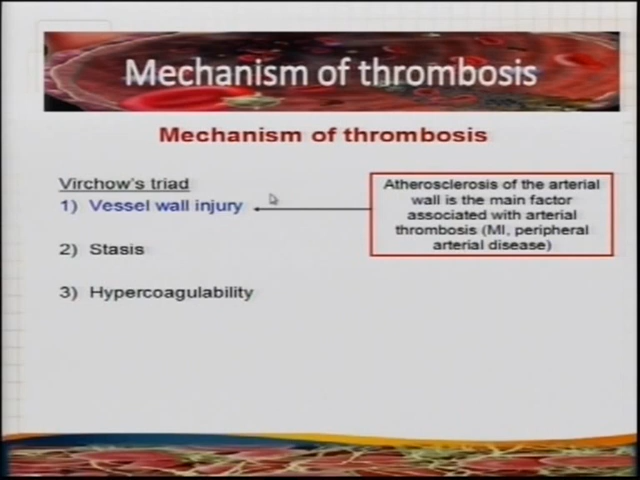 Mechanism of thrombosis
Mechanism of thrombosis
Virchow's triad
1) Vessel wall injury
2) Stasis
3) Hypercoagulability
Atherosclerosis of the arterial
wall is the main factor
associated with arterial
thrombosis (MI, peripheral
arterial disease)